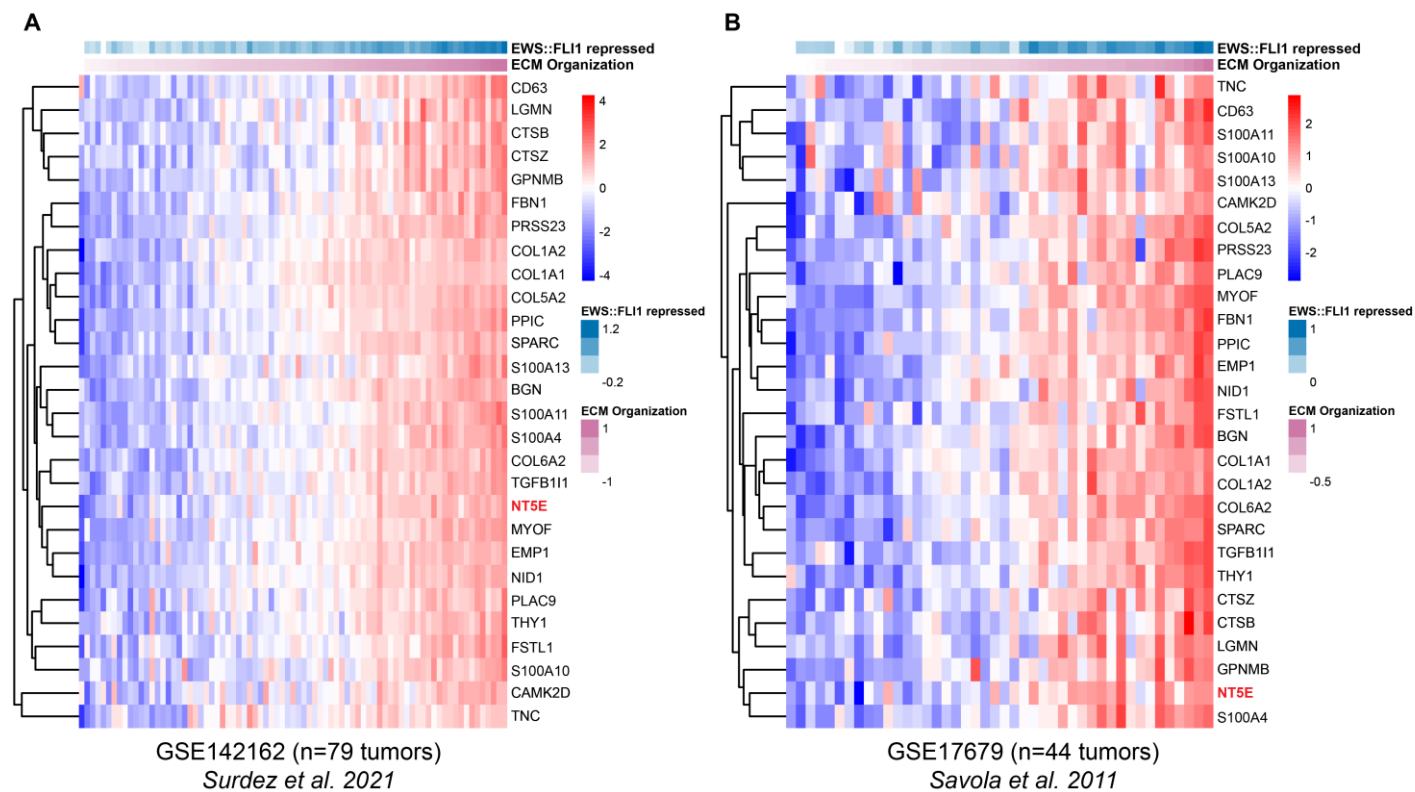 A
EWS::FLI1 repressed
ECM Organization
CD63
LGMN
CTSB
CTSZ
GPNMB
FBN1
PRSS23
COL1A2
COL1A1
COL5A2
PPIC
SPARC
S100A13
BGN
S100A11
S100A4
COL6A2
TGFB1I1
NT5E
MYOF
EMP1
NID1
PLAC9
THY1
FSTL1
S100A10
CAMK2D
TNC
4
2
0
-2
-4
EWS::FLI1 repressed
1.2
-0.2
ECM Organization
1
-1
GSE142162 (n=79 tumors)
Surdez et al. 2021
B
EWS::FLI1 repressed
ECM Organization
TNC
CD63
S100A11
S100A10
S100A13
CAMK2D
COL5A2
PRSS23
PLAC9
MYOF
FBN1
PPIC
EMP1
NID1
FSTL1
BGN
COL1A1
COL1A2
COL6A2
SPARC
TGFB1I1
THY1
CTSZ
CTSB
LGMN
GPNMB
NT5E
S100A4
2
1
0
-1
-2
EWS::FLI1 repressed
1
0
ECM Organization
1
-0.5
GSE17679 (n=44 tumors)
Savola et al. 2011